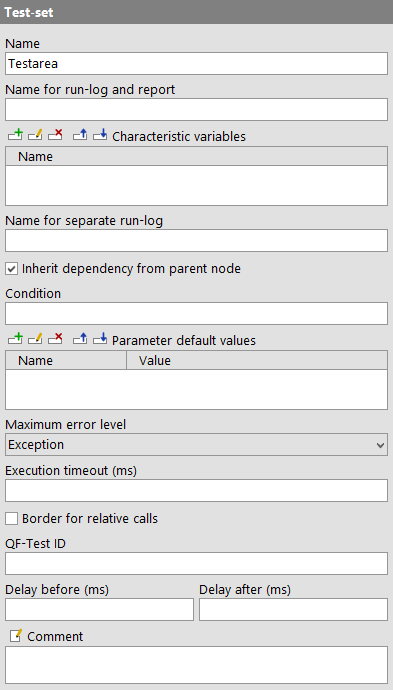 Test-set
Name
Testarea
Name for run-log and report
Characteristic variables
Name
Name for separate run-log
Inherit dependency from parent node
Condition
Parameter default values
Name Value
Maximum error level
Exception
Execution timeout (ms)
Border for relative calls
QF-Test ID
Delay before (ms) Delay after (ms)
Comment